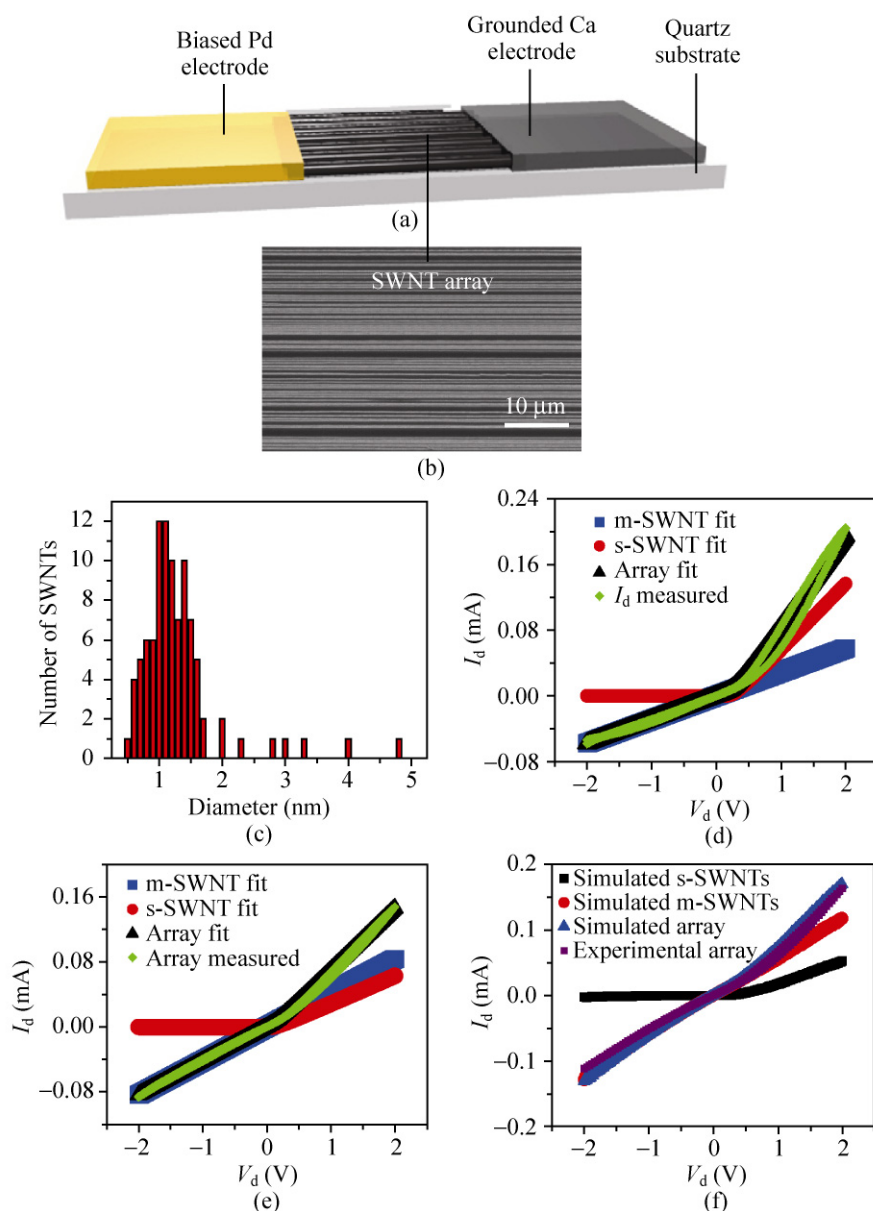 Biased Pd
electrode
Grounded Ca
electrode
Quartz
substrate
(a)
SWNT array
10 µm
(b)
Number of SWNTs
12
10
8
6
4
2
0
1
2
3
4
5
Diameter (nm)
(c)
I_d (mA)
0.24
0.16
0.08
0.00
−0.08
m-SWNT fit
s-SWNT fit
Array fit
I_d measured
−2
−1
0
1
2
V_d (V)
(d)
I_d (mA)
0.16
0.08
0.00
−0.08
m-SWNT fit
s-SWNT fit
Array fit
Array measured
−2
−1
0
1
2
V_d (V)
(e)
I_d (mA)
0.2
0.1
0.0
−0.1
−0.2
Simulated s-SWNTs
Simulated m-SWNTs
Simulated array
Experimental array
−2
−1
0
1
2
V_d (V)
(f)